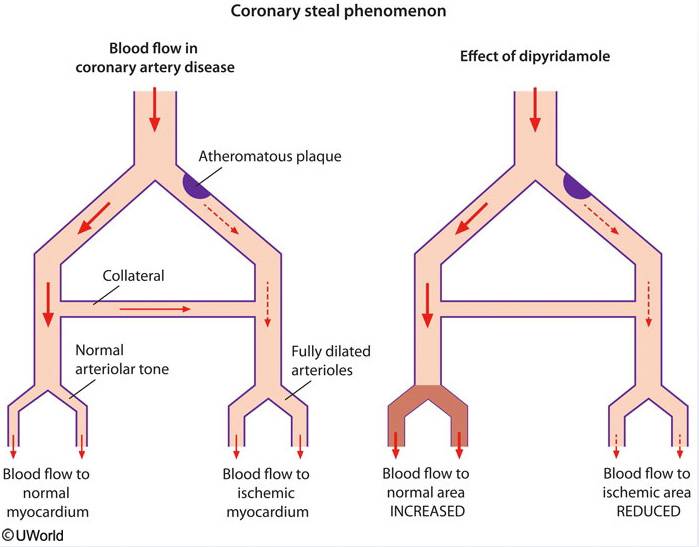 Coronary steal phenomenon
Blood flow in
coronary artery disease
Effect of dipyridamole
Atheromatous plaque
Collateral
Normal
arteriolar tone
Fully dilated
arterioles
Blood flow to
normal
myocardium
Blood flow to
ischemic
myocardium
Blood flow to
normal area
INCREASED
Blood flow to
ischemic area
REDUCED
©UWorld